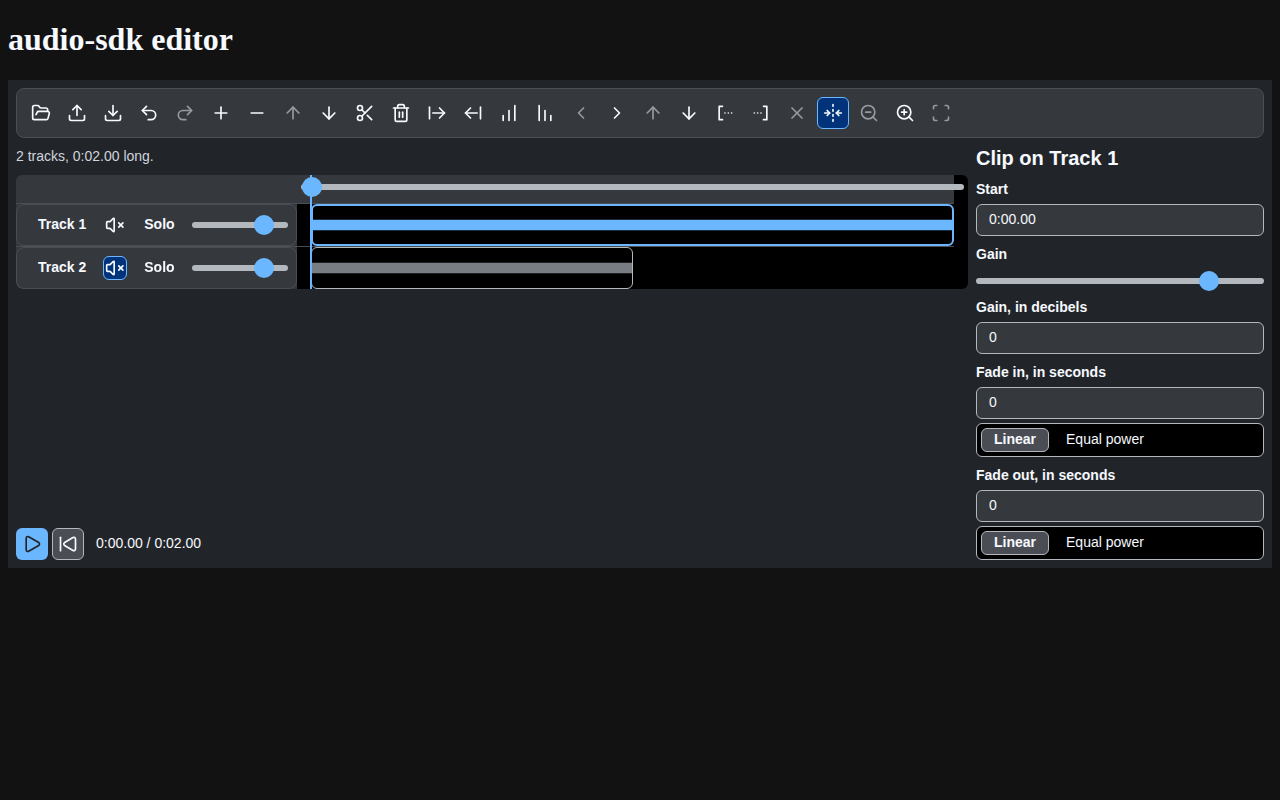 audio-sdk editor
2 tracks, 0:02.00 long.
Track 1 Solo
Track 2 Solo
0:00.00 / 0:02.00
Clip on Track 1
Start
0:00.00
Gain
Gain, in decibels
0
Fade in, in seconds
0
Linear Equal power
Fade out, in seconds
0
Linear Equal power